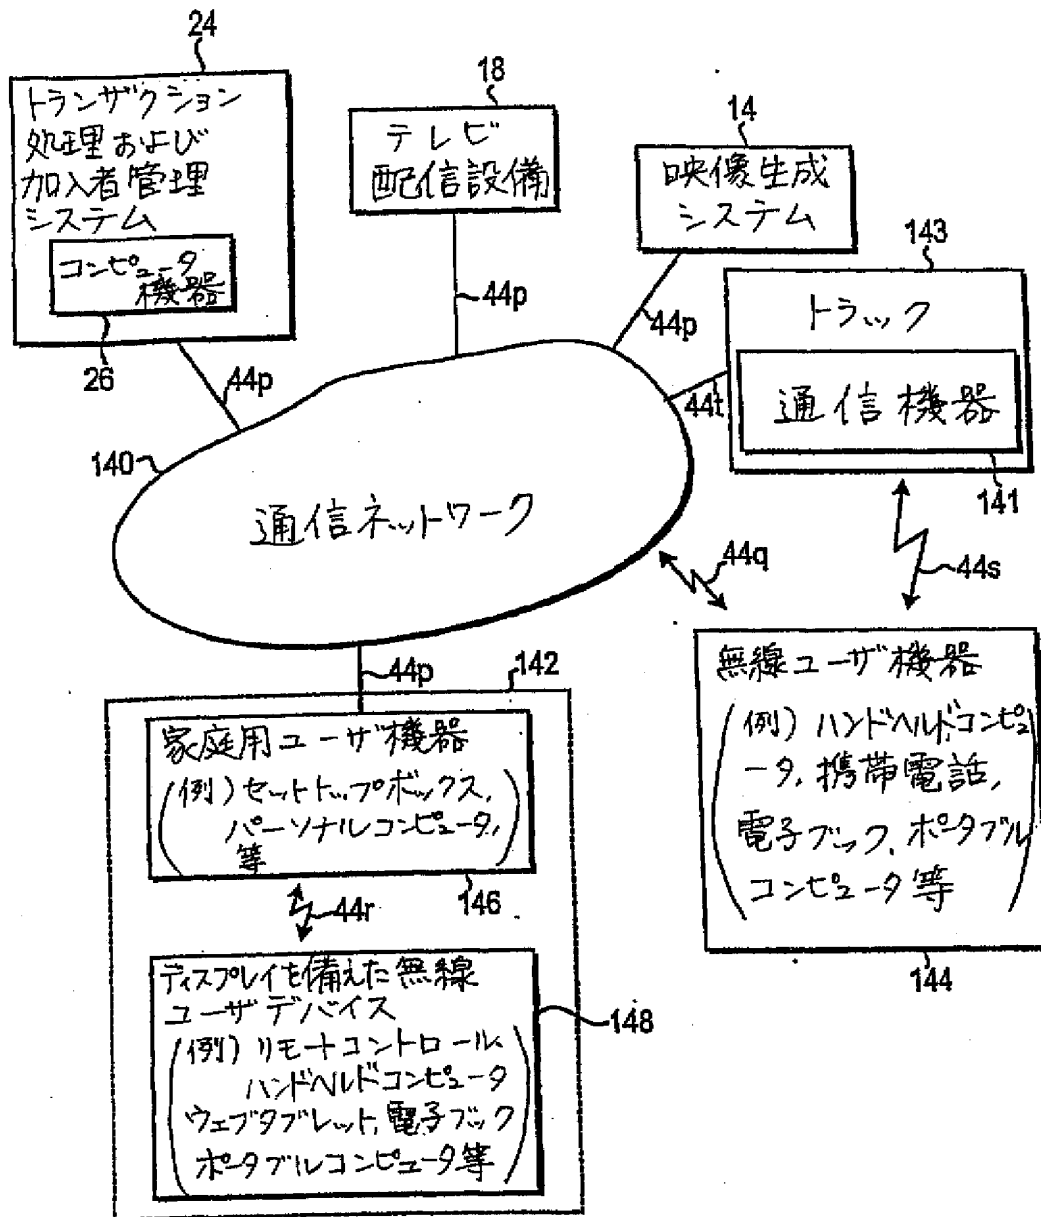 24
トランザクション
処理および
加入者管理
システム
コンピュータ
機器
26
44p
18
テレビ
配信設備
44p
14
映像生成
システム
44p
143
トラック
通信機器
141
44t
140
通信ネットワーク
44q
44s
44p
142
家庭用ユーザ機器
(例)セットトップボックス,
パーソナルコンピュータ,
等
146
44r
ディスプレイを備えた無線
ユーザデバイス
(例)リモートコントロール、
ハンドヘルドコンピュータ
ウェブタブレット,電子ブック
ポータブルコンピュータ等
148
無線ユーザ機器
(例)ハンドヘルドコンピュ
ータ,携帯電話,
電子ブック、ポータブル
コンピュータ等
144